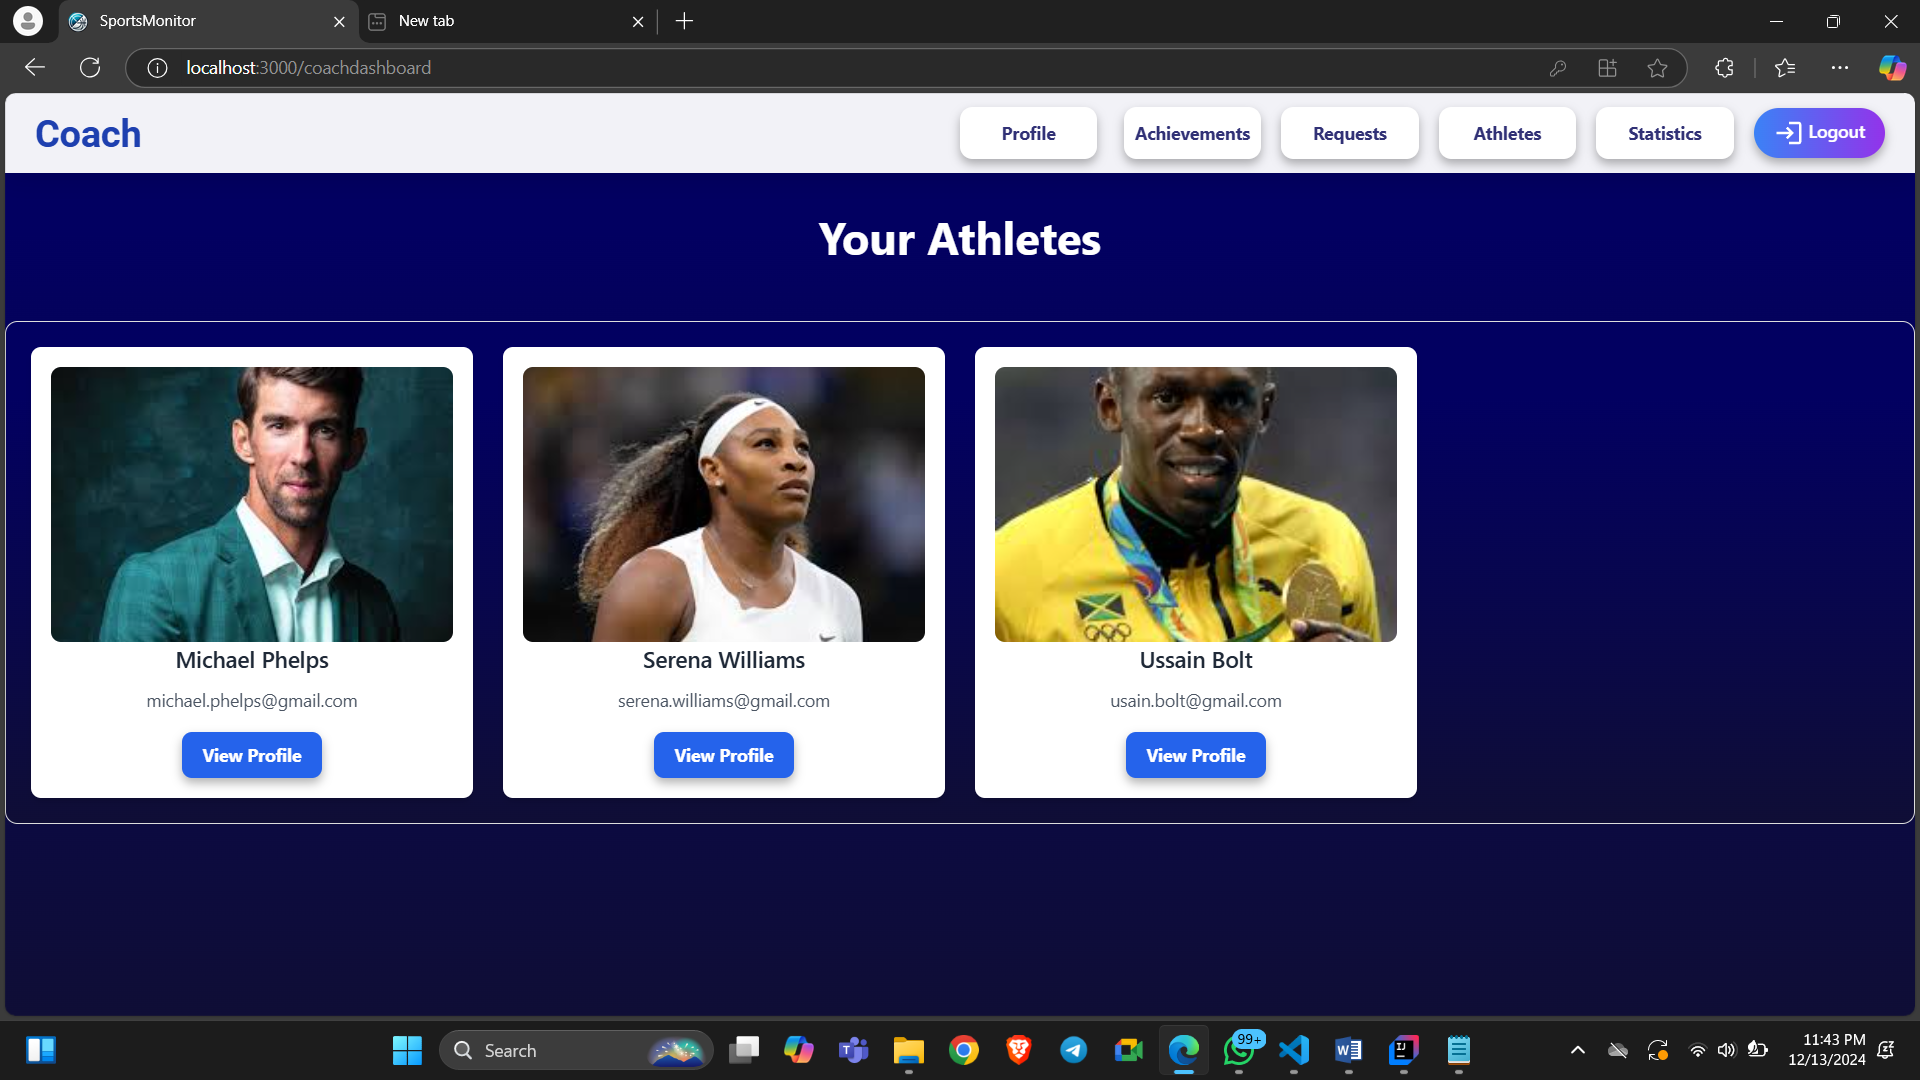 SportsMonitor
New tab
localhost:3000/coachdashboard
Coach
Profile
Achievements
Requests
Athletes
Statistics
Logout
Your Athletes
Michael Phelps
michael.phelps@gmail.com
View Profile
Serena Williams
serena.williams@gmail.com
View Profile
Ussain Bolt
usain.bolt@gmail.com
View Profile
Search
99+
11:43 PM
12/13/2024